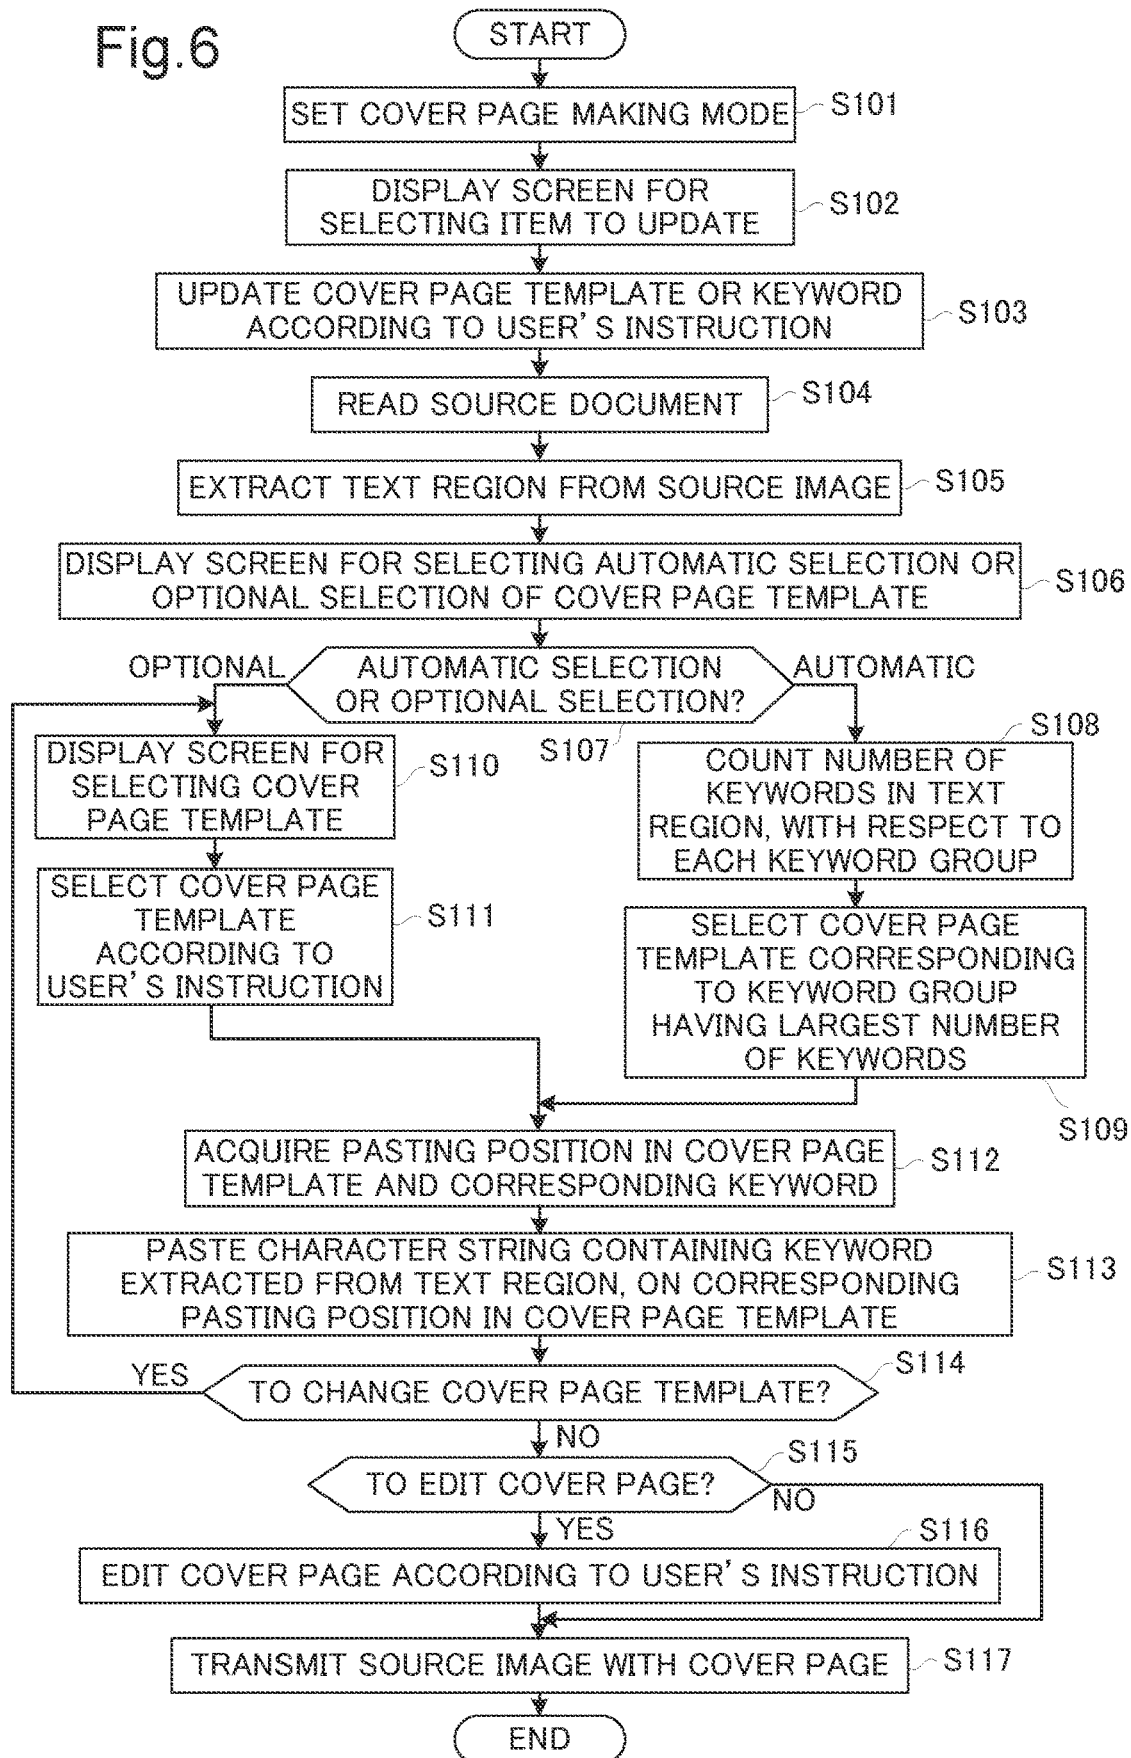 Fig.6
START
SET COVER PAGE MAKING MODE
S101
DISPLAY SCREEN FOR
SELECTING ITEM TO UPDATE
S102
UPDATE COVER PAGE TEMPLATE OR KEYWORD
ACCORDING TO USER'S INSTRUCTION
S103
READ SOURCE DOCUMENT
S104
EXTRACT TEXT REGION FROM SOURCE IMAGE
S105
DISPLAY SCREEN FOR SELECTING AUTOMATIC SELECTION OR
OPTIONAL SELECTION OF COVER PAGE TEMPLATE
S106
OPTIONAL
AUTOMATIC SELECTION
OR OPTIONAL SELECTION?
AUTOMATIC
S107
DISPLAY SCREEN FOR
SELECTING COVER
PAGE TEMPLATE
S110
SELECT COVER PAGE
TEMPLATE
ACCORDING TO
USER'S INSTRUCTION
S111
S108
COUNT NUMBER OF
KEYWORDS IN TEXT
REGION, WITH RESPECT TO
EACH KEYWORD GROUP
SELECT COVER PAGE
TEMPLATE CORRESPONDING
TO KEYWORD GROUP
HAVING LARGEST NUMBER
OF KEYWORDS
S109
ACQUIRE PASTING POSITION IN COVER PAGE
TEMPLATE AND CORRESPONDING KEYWORD
S112
PASTE CHARACTER STRING CONTAINING KEYWORD
EXTRACTED FROM TEXT REGION, ON CORRESPONDING
PASTING POSITION IN COVER PAGE TEMPLATE
S113
YES
TO CHANGE COVER PAGE TEMPLATE?
S114
NO
TO EDIT COVER PAGE?
S115
NO
YES
S116
EDIT COVER PAGE ACCORDING TO USER'S INSTRUCTION
TRANSMIT SOURCE IMAGE WITH COVER PAGE
S117
END